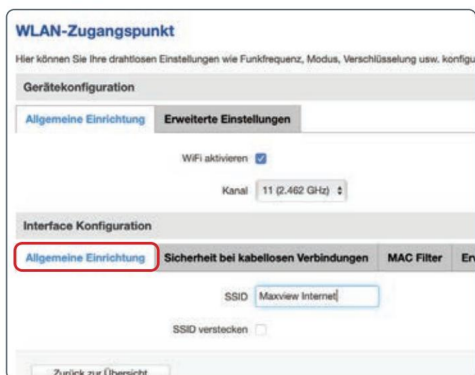 WLAN-Zugangspunkt
Hier können Sie Ihre drahtlosen Einstellungen wie Funkfrequenz, Modus, Verschlüsselung usw.
Gerätekonfiguration
Allgemeine Einrichtung Erweiterte Einstellungen
WiFi aktivieren
Kanal 11 (2.462 GHz)
Interface Konfiguration
Allgemeine Einrichtung Sicherheit bei kabellosen Verbindungen MAC Filter
SSID Maxview Internet
SSID verstecken
Zurück zur Übersicht